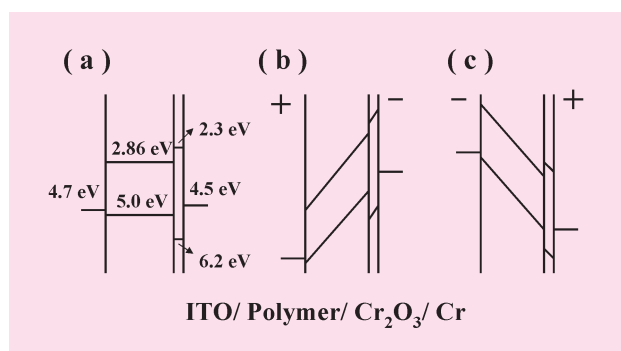 ( a ) ( b ) ( c )
+ − − +
2.3 eV
2.86 eV
4.7 eV 5.0 eV 4.5 eV
6.2 eV
ITO/ Polymer/ Cr₂O₃/ Cr